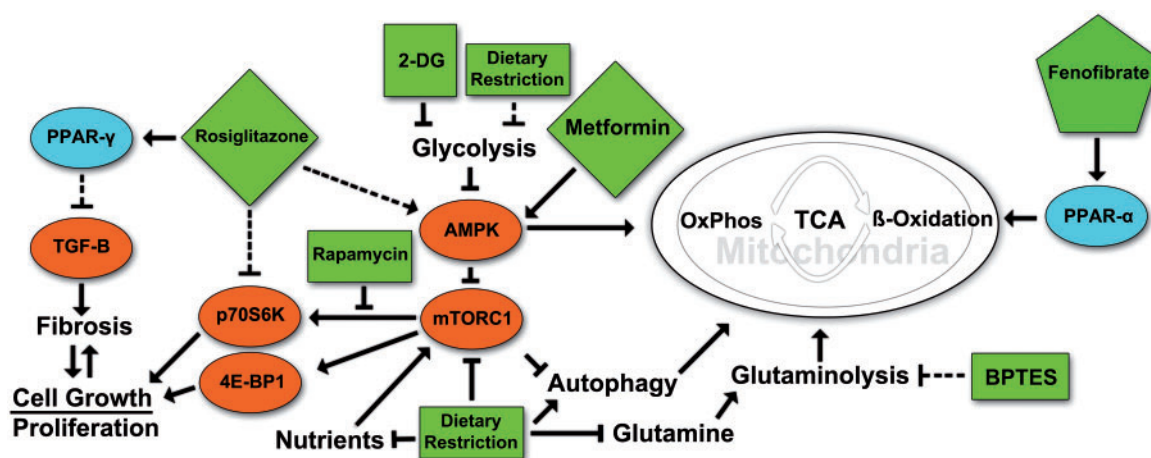 2-DG
Dietary
Restriction
Fenofibrate
PPAR-γ
Rosiglitazone
Metformin
Glycolysis
TGF-B
AMPK
OxPhos
TCA
ß-Oxidation
Mitochondria
PPAR-α
Rapamycin
p70S6K
mTORC1
Fibrosis
4E-BP1
Autophagy
Glutaminolysis
BPTES
Cell Growth
Proliferation
Nutrients
Dietary
Restriction
Glutamine